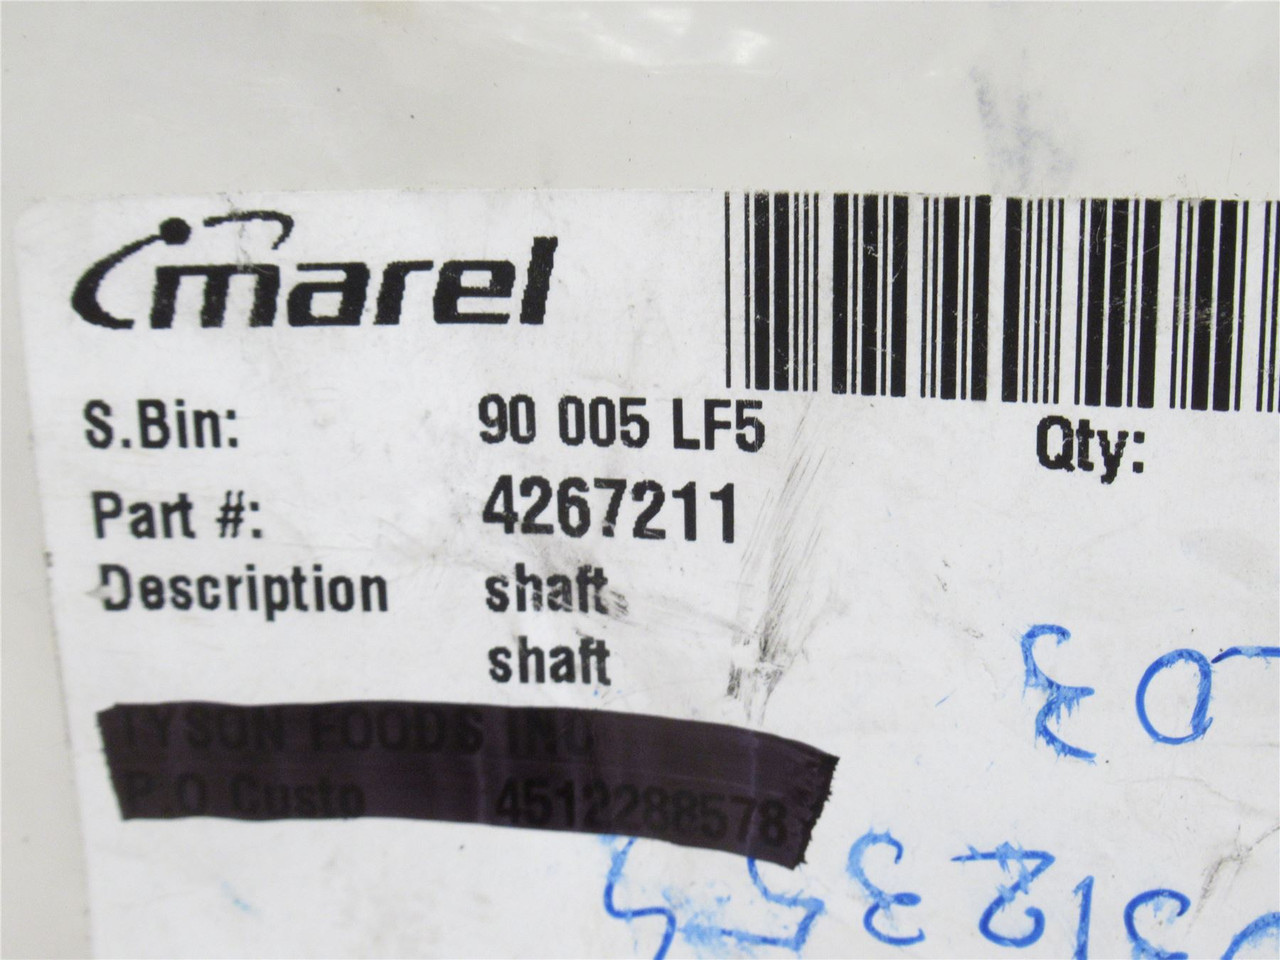 marel
S.Bin: 90 005 LF5
Qty:
Part #: 4267211
Description shaft
shaft
TYSON FOODS INC
P.O Custo 4512288578